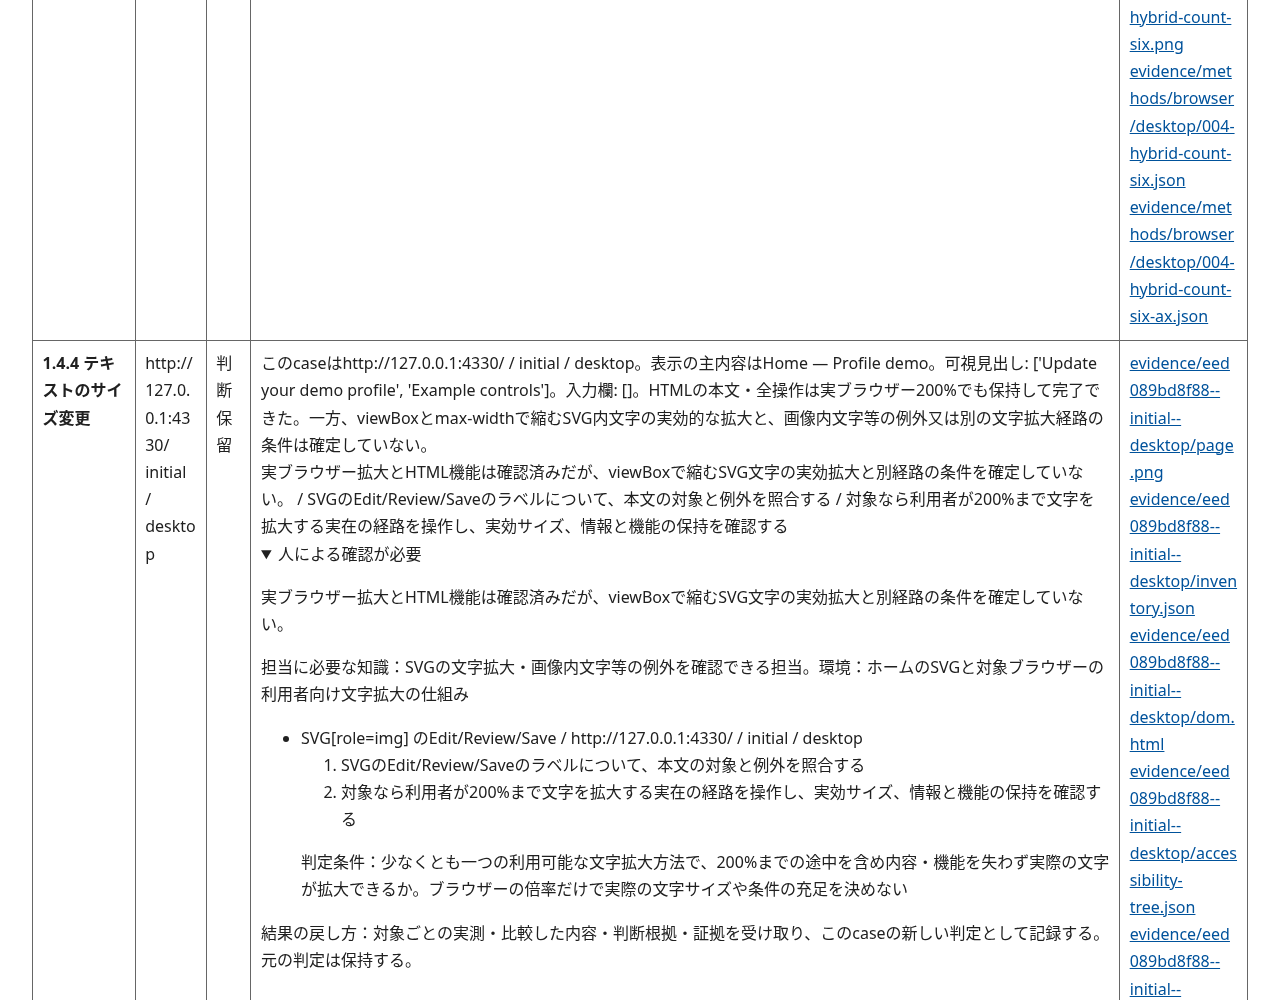 hybrid-count-
six.png
evidence/met
hods/browser
/desktop/004-
hybrid-count-
six.json
evidence/met
hods/browser
/desktop/004-
hybrid-count-
six-ax.json
1.4.4 テキ
ストのサイ
ズ変更
http://
127.0.
0.1:43
30/
initial
/
deskto
p
判
断
保
留
このcaseはhttp://127.0.0.1:4330/ / initial / desktop。表示の主内容はHome — Profile demo。可視見出し: ['Update
your demo profile', 'Example controls']。入力欄: []。HTMLの本文・全操作は実ブラウザー200%でも保持して完了で
きた。一方、viewBoxとmax-widthで縮むSVG内文字の実効的な拡大と、画像内文字等の例外又は別の文字拡大経路の
条件は確定していない。
実ブラウザー拡大とHTML機能は確認済みだが、viewBoxで縮むSVG文字の実効拡大と別経路の条件を確定していな
い。 / SVGのEdit/Review/Saveのラベルについて、本文の対象と例外を照合する / 対象なら利用者が200%まで文字を
拡大する実在の経路を操作し、実効サイズ、情報と機能の保持を確認する
▼ 人による確認が必要
実ブラウザー拡大とHTML機能は確認済みだが、viewBoxで縮むSVG文字の実効拡大と別経路の条件を確定していな
い。
担当に必要な知識：SVGの文字拡大・画像内文字等の例外を確認できる担当。環境：ホームのSVGと対象ブラウザーの
利用者向け文字拡大の仕組み
• SVG[role=img] のEdit/Review/Save / http://127.0.0.1:4330/ / initial / desktop
1. SVGのEdit/Review/Saveのラベルについて、本文の対象と例外を照合する
2. 対象なら利用者が200%まで文字を拡大する実在の経路を操作し、実効サイズ、情報と機能の保持を確認す
る
判定条件：少なくとも一つの利用可能な文字拡大方法で、200%までの途中を含め内容・機能を失わず実際の文字
が拡大できるか。ブラウザーの倍率だけで実際の文字サイズや条件の充足を決めない
結果の戻し方：対象ごとの実測・比較した内容・判断根拠・証拠を受け取り、このcaseの新しい判定として記録する。
元の判定は保持する。
evidence/eed
089bd8f88--
initial--
desktop/page
.png
evidence/eed
089bd8f88--
initial--
desktop/inven
tory.json
evidence/eed
089bd8f88--
initial--
desktop/dom.
html
evidence/eed
089bd8f88--
initial--
desktop/acces
sibility-
tree.json
evidence/eed
089bd8f88--
initial--